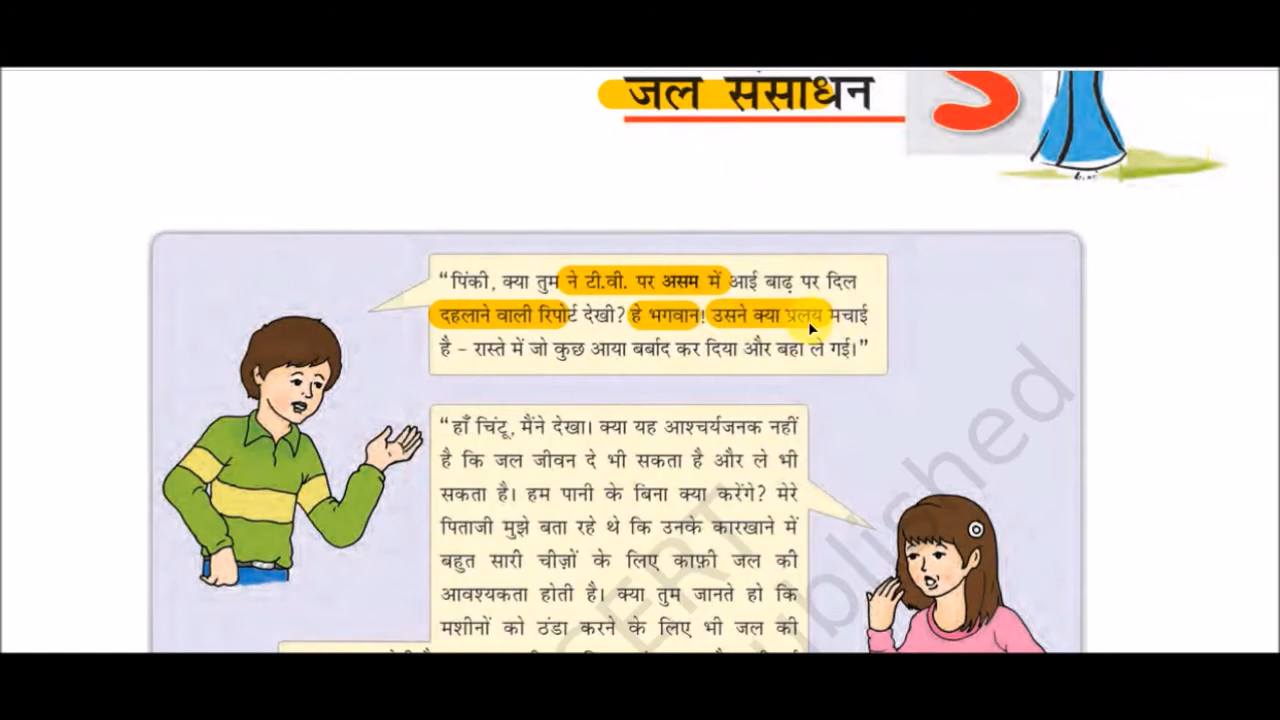 जल संसाधन
“पिंकी, क्या तुम ने टी.वी. पर असम में आई बाढ़ पर दिल
दहलाने वाली रिपोर्ट देखी? हे भगवान! उसने क्या प्रलय मचाई
है – रास्ते में जो कुछ आया बर्बाद कर दिया और बहा ले गई।”
“हाँ चिंटू, मैंने देखा। क्या यह आश्चर्यजनक नहीं
है कि जल जीवन दे भी सकता है और ले भी
सकता है। हम पानी के बिना क्या करेंगे? मेरे
पिताजी मुझे बता रहे थे कि उनके कारखाने में
बहुत सारी चीज़ों के लिए काफ़ी जल की
आवश्यकता होती है। क्या तुम जानते हो कि
मशीनों को ठंडा करने के लिए भी जल की